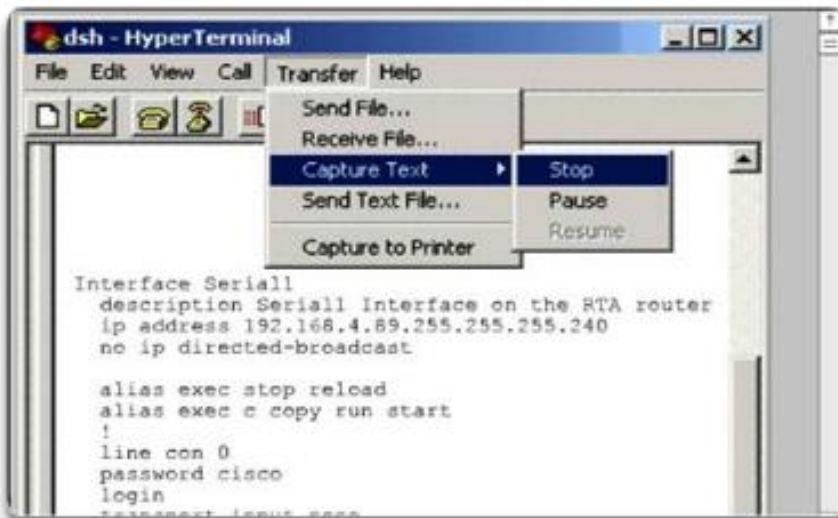 dsh - HyperTerminal
File Edit View Call Transfer Help
Send File...
Receive File...
Capture Text
Stop
Send Text File...
Pause
Resume
Capture to Printer
Interface Serial1
description Serial1 Interface on the RTA router
ip address 192.168.4.89.255.255.255.240
no ip directed-broadcast
alias exec stop reload
alias exec c copy run start
!
line con 0
password cisco
login
transport input